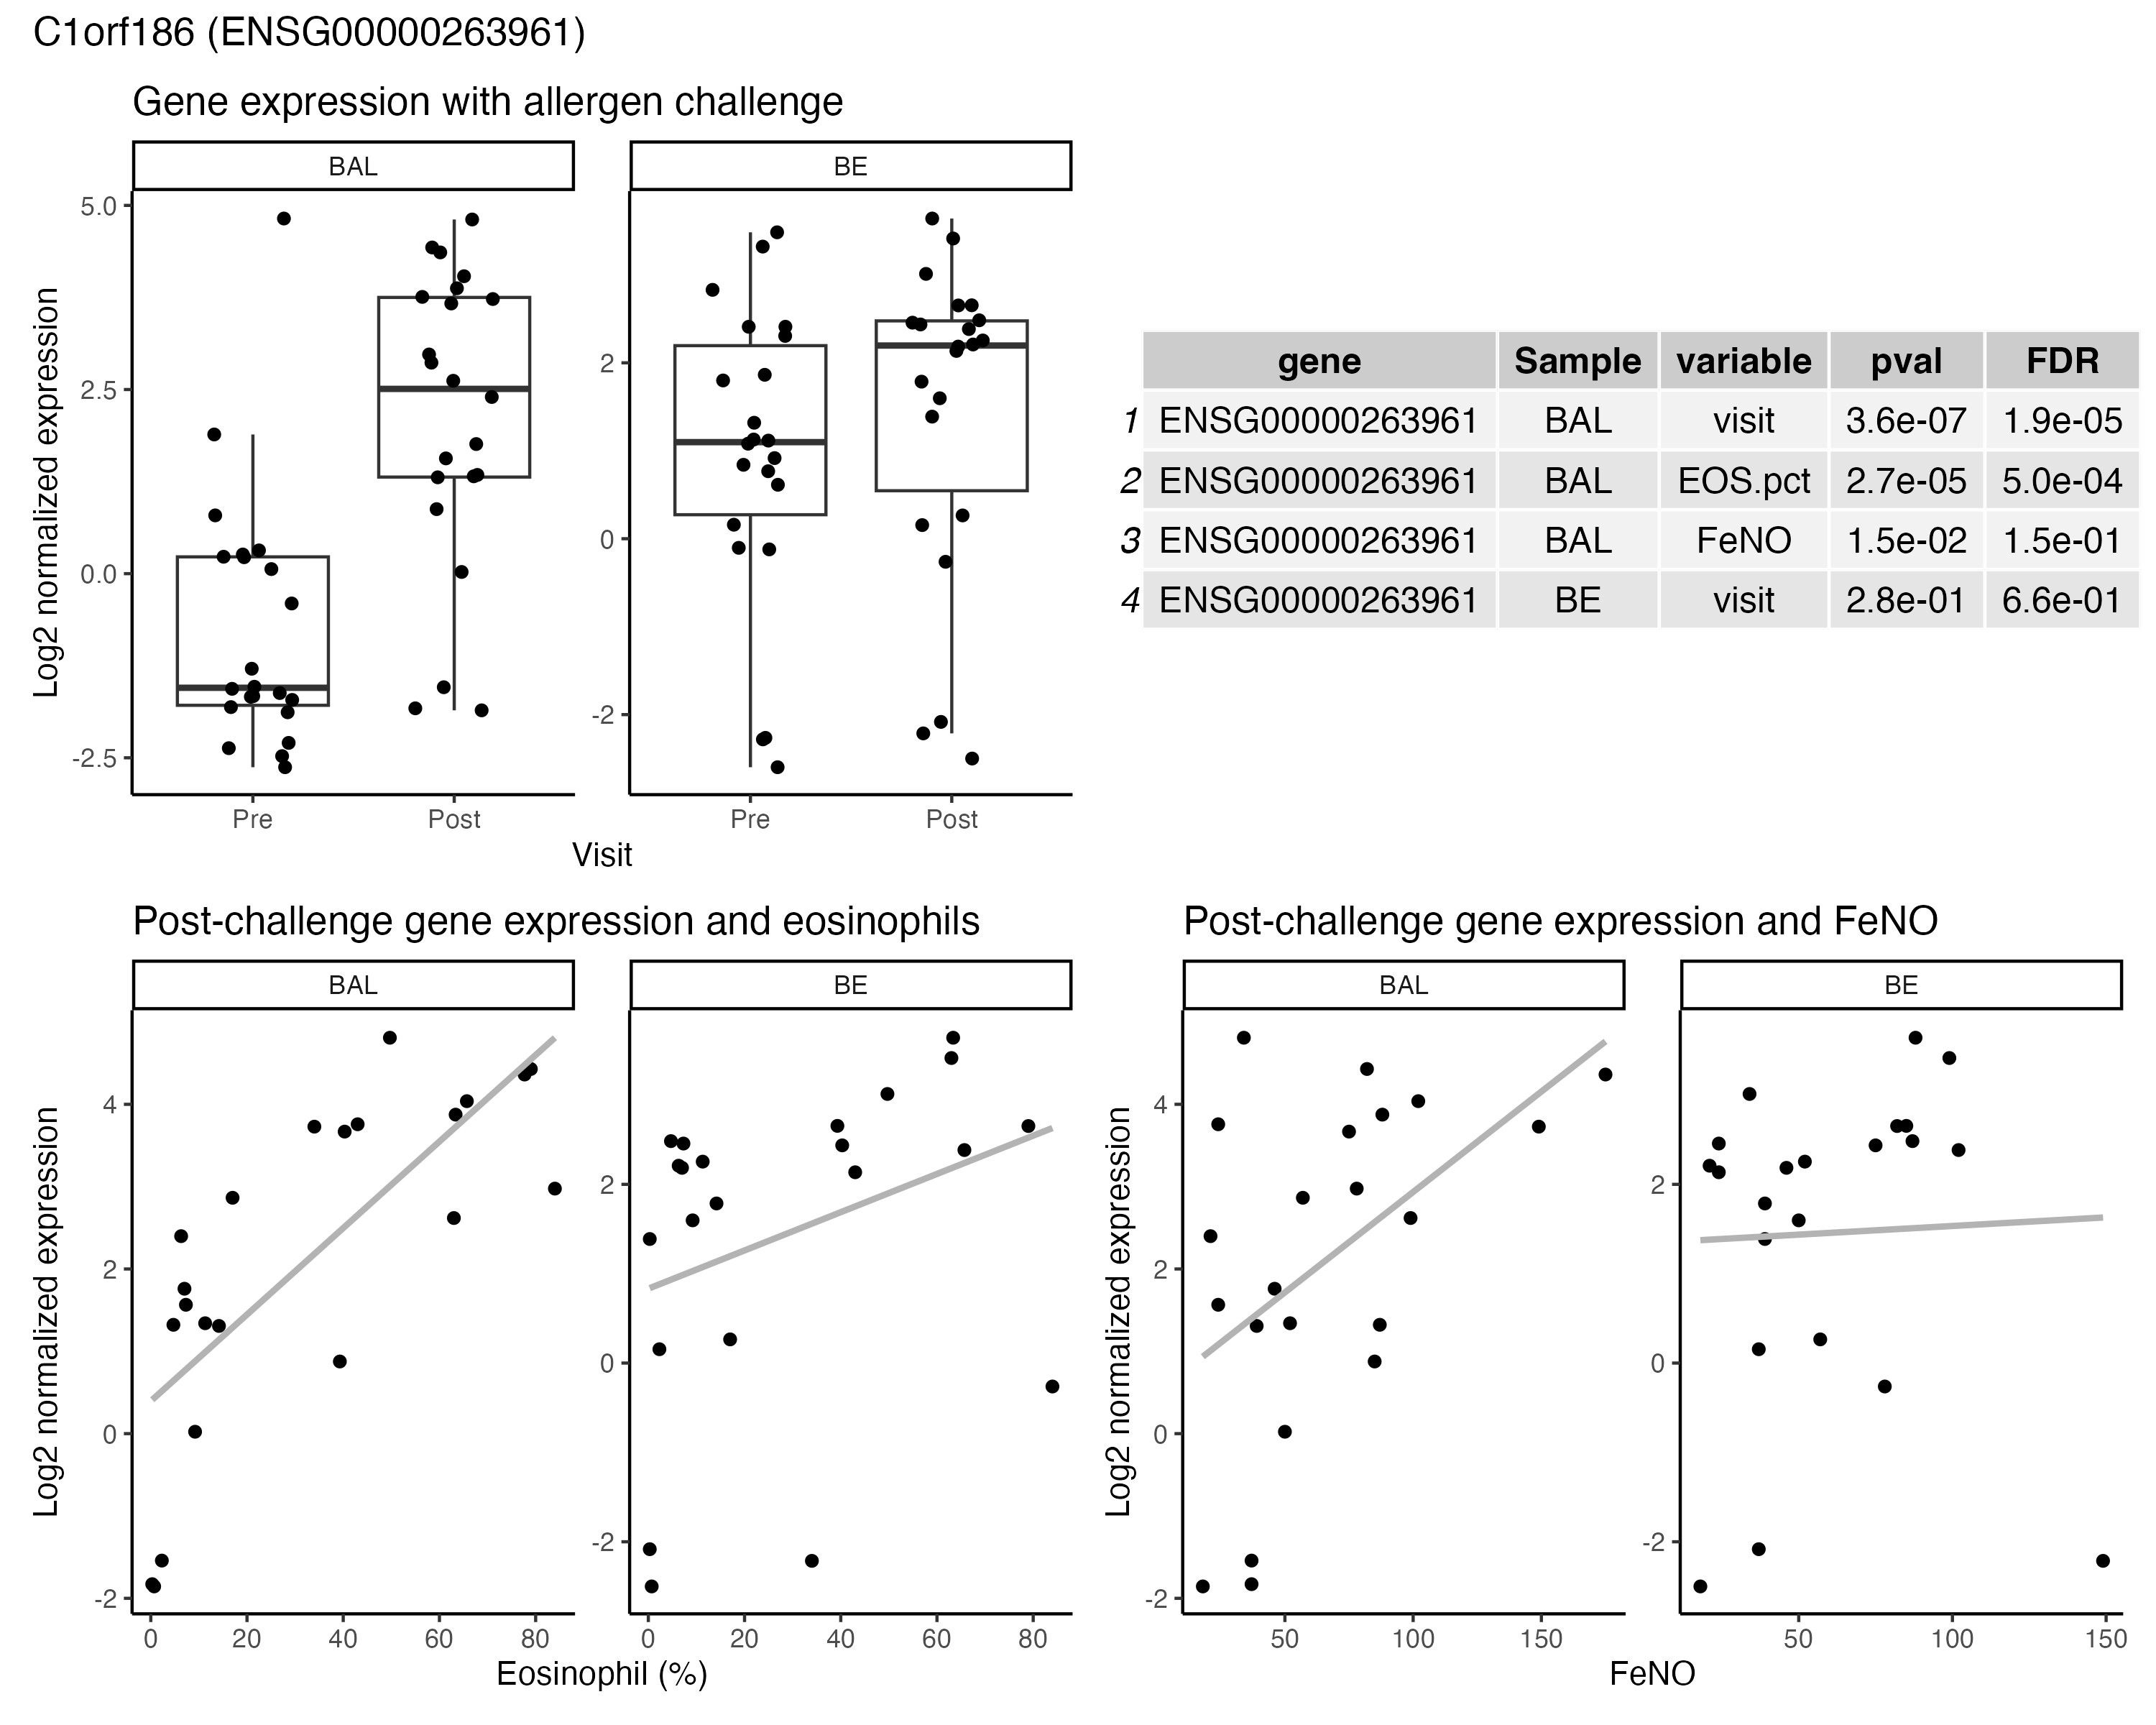 C1orf186 (ENSG00000263961)
Gene expression with allergen challenge
BAL
BE
Log2 normalized expression
5.0
2.5
0.0
-2.5
2
0
-2
Pre
Post
Pre
Post
Visit
gene Sample variable pval FDR
1 ENSG00000263961 BAL visit 3.6e-07 1.9e-05
2 ENSG00000263961 BAL EOS.pct 2.7e-05 5.0e-04
3 ENSG00000263961 BAL FeNO 1.5e-02 1.5e-01
4 ENSG00000263961 BE visit 2.8e-01 6.6e-01
Post-challenge gene expression and eosinophils
BAL
BE
Log2 normalized expression
4
2
0
-2
2
0
-2
0 20 40 60 80
0 20 40 60 80
Eosinophil (%)
Post-challenge gene expression and FeNO
BAL
BE
Log2 normalized expression
4
2
0
-2
2
0
-2
50 100 150
50 100 150
FeNO